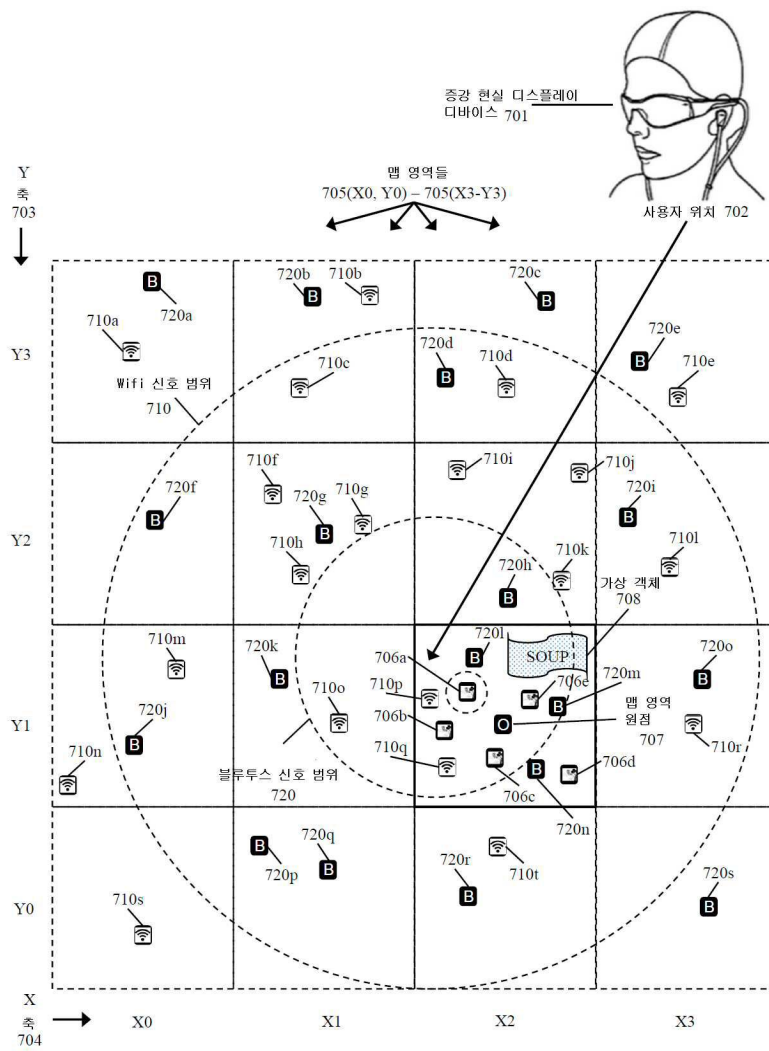 증강 현실 디스플레이
디바이스 701
사용자 위치 702
Y
축
703
맵 영역들
705(X0, Y0) – 705(X3-Y3)
720a
710a
720b
710b
710c
720c
720d
710d
720e
710e
Y3
Wifi 신호 범위
710
720f
710f
720g
710g
710h
710i
710j
720i
710k
710l
720h
Y2
가상 객체
708
710m
720j
710n
720k
710o
블루투스 신호 범위
720
720l
SOUP
706a
710p
706b
710q
706e
720m
706c
706d
720n
맵 영역
원점
707
720o
710r
Y1
710s
720q
720p
720r
710t
720s
Y0
X
축
704
X0
X1
X2
X3
B
O